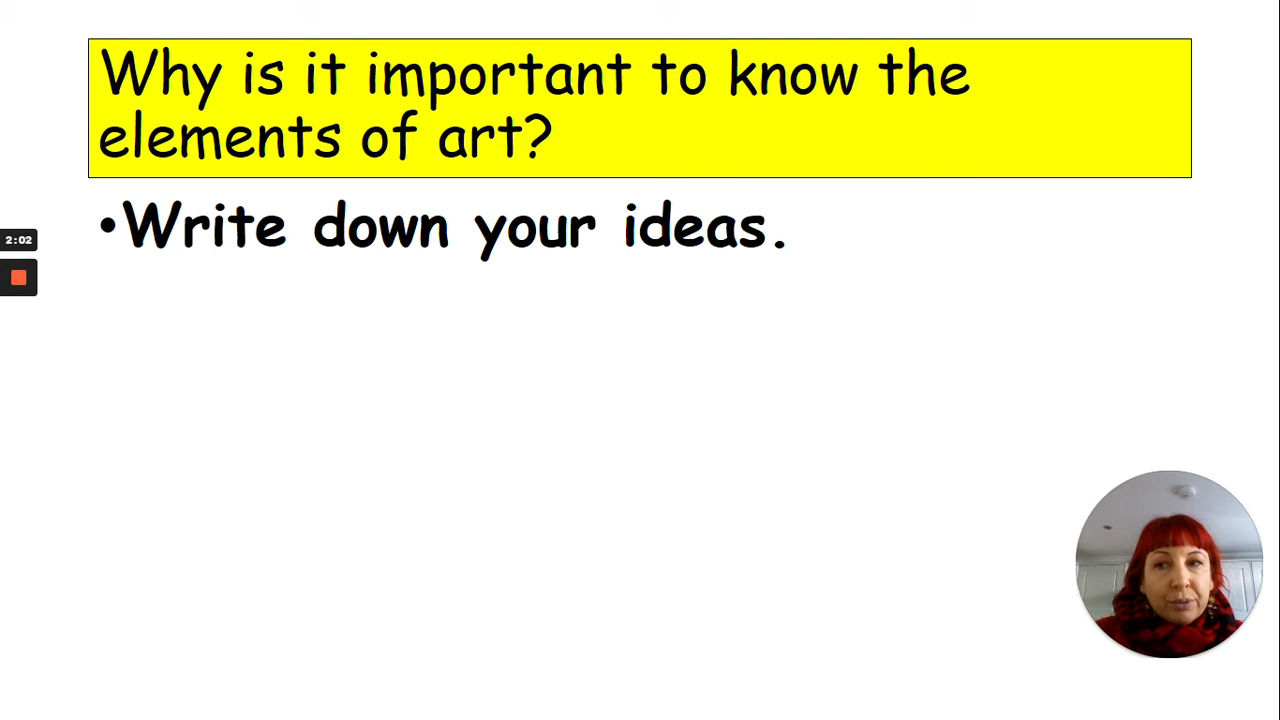 Why is it important to know the
elements of art?
•Write down your ideas.
2:02